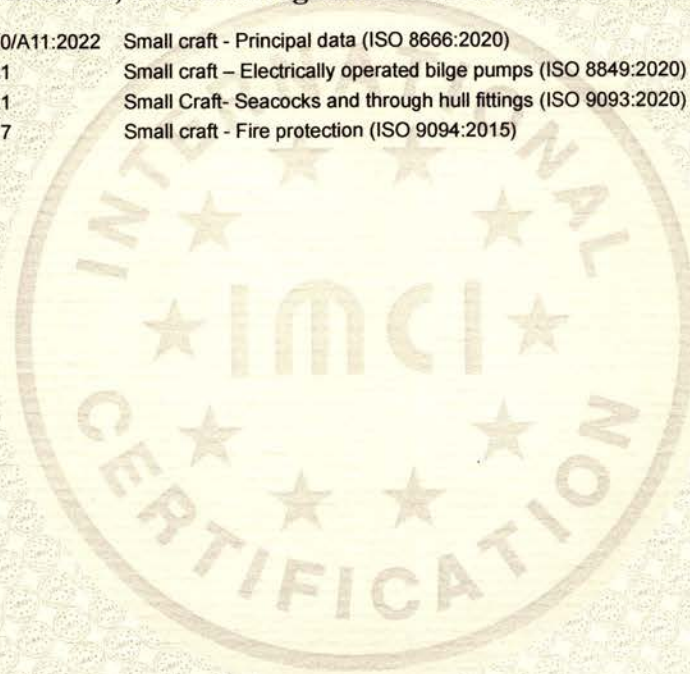 0/A11:2022 Small craft - Principal data (ISO 8666:2020)
1 Small craft – Electrically operated bilge pumps (ISO 8849:2020)
1 Small Craft- Seacocks and through hull fittings (ISO 9093:2020)
7 Small craft - Fire protection (ISO 9094:2015)
INTERNATIONAL
IMCI
CERTIFICATION